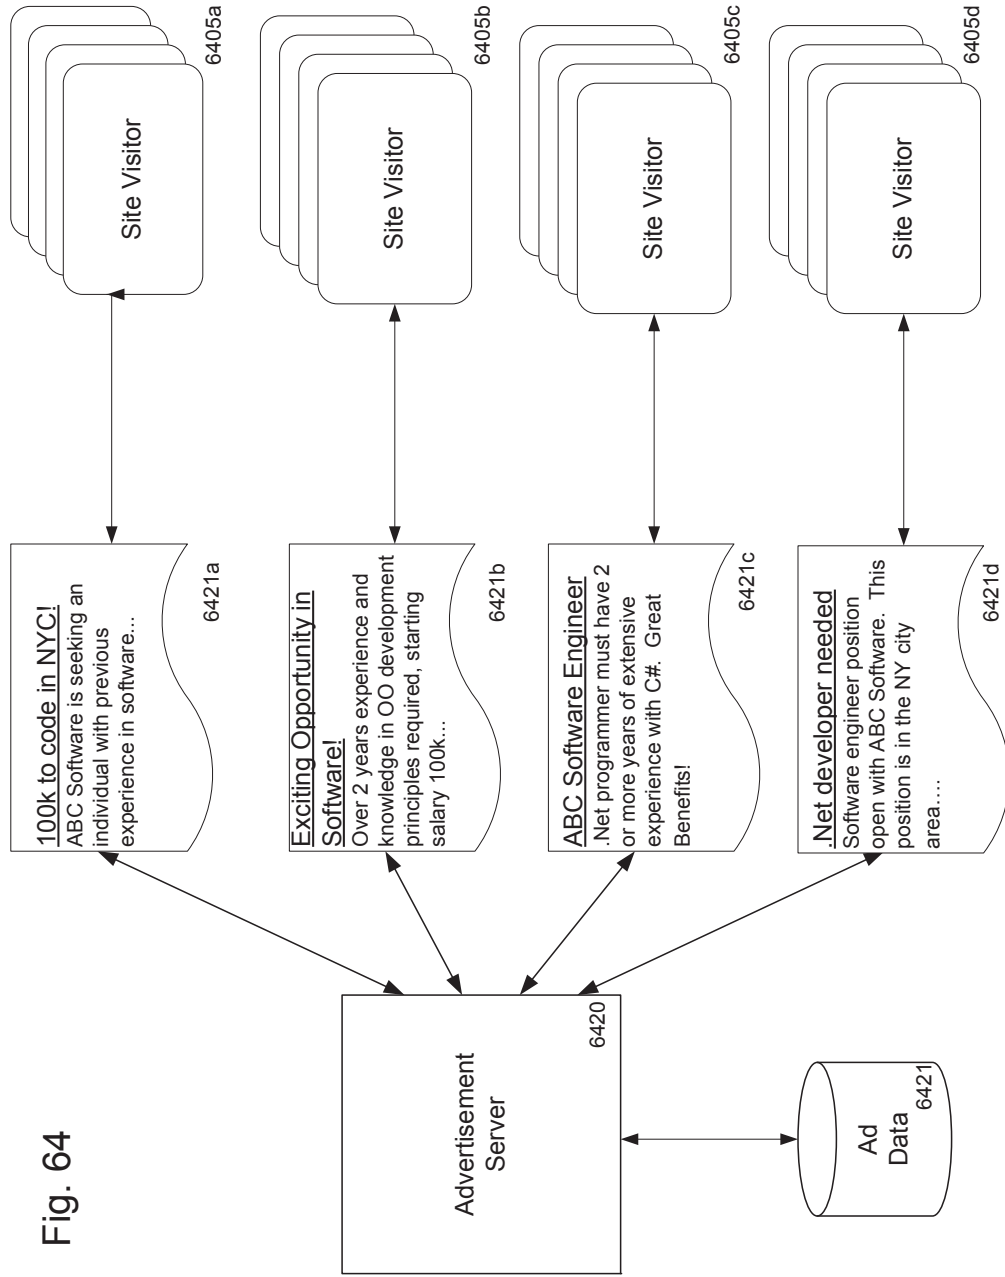 Fig. 64
Advertisement
Server
6420
Ad
Data
6421
100k to code in NYC!
ABC Software is seeking an
individual with previous
experience in software...
6421a
Exciting Opportunity in
Software!
Over 2 years experience and
knowledge in OO development
principles required, starting
salary 100k...
6421b
ABC Software Engineer
.Net programmer must have 2
or more years of extensive
experience with C#.  Great
Benefits!
6421c
.Net developer needed
Software engineer position
open with ABC Software.  This
position is in the NY city
area....
6421d
Site Visitor
6405a
Site Visitor
6405b
Site Visitor
6405c
Site Visitor
6405d